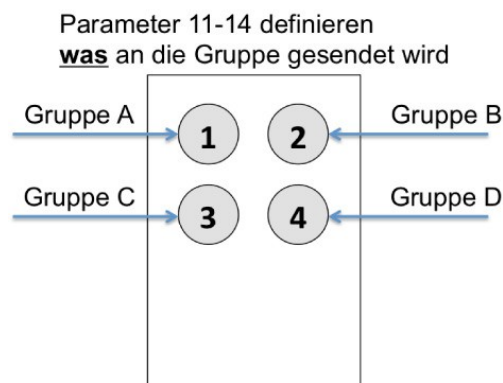 Parameter 11-14 definieren
was an die Gruppe gesendet wird
Gruppe A
1
2
Gruppe B
Gruppe C
3
4
Gruppe D